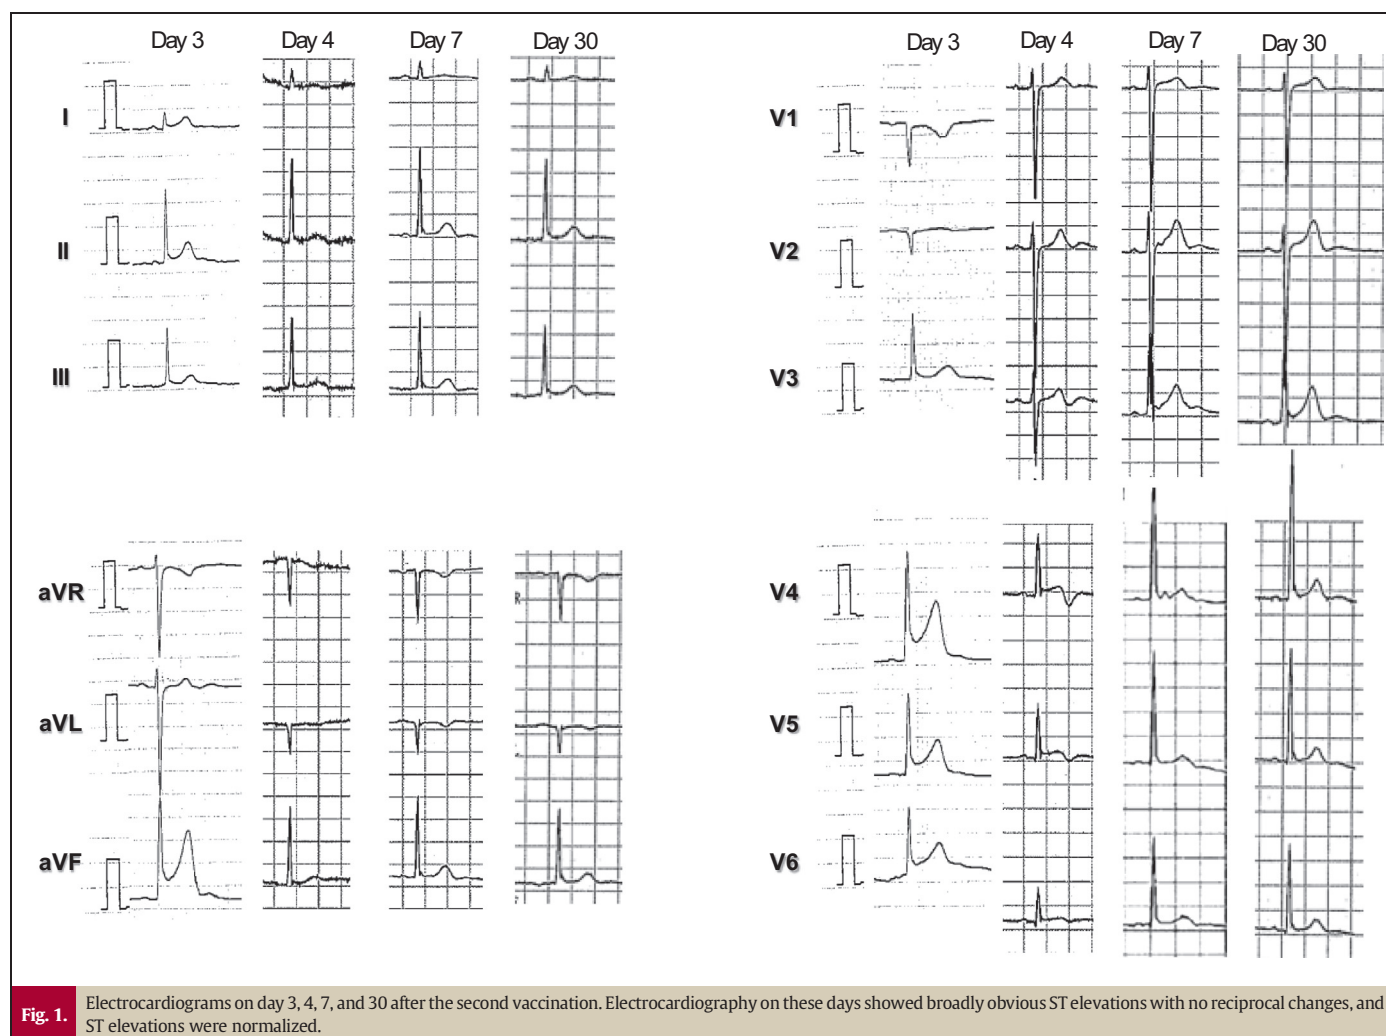 Day 3 Day 4 Day 7 Day 30
I
II
III
aVR
aVL
aVF
Day 3 Day 4 Day 7 Day 30
V1
V2
V3
V4
V5
V6
Fig. 1. Electrocardiograms on day 3, 4, 7, and 30 after the second vaccination. Electrocardiography on these days showed broadly obvious ST elevations with no reciprocal changes, and
ST elevations were normalized.